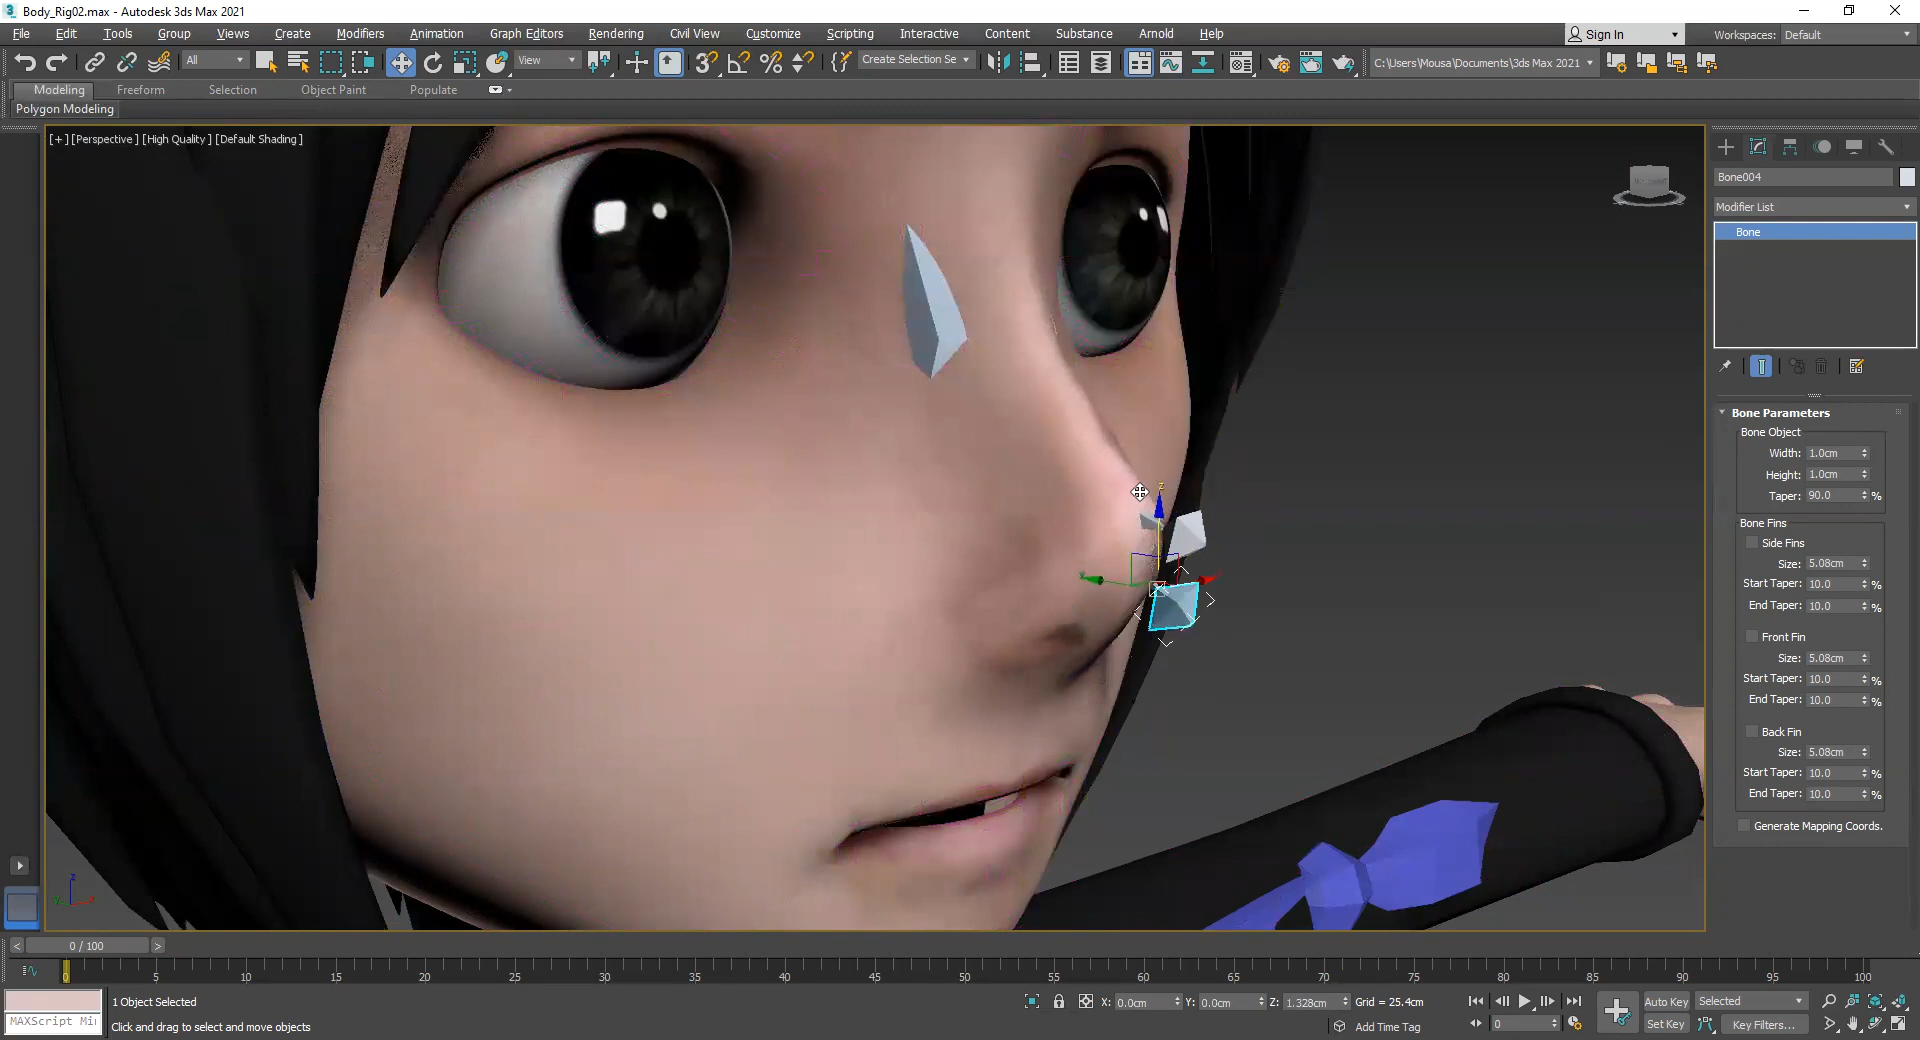 Body_Rig02.max - Autodesk 3ds Max 2021
File Edit Tools Group Views Create Modifiers Animation Graph Editors Rendering Civil View Customize Scripting Interactive Content Substance Arnold Help Sign In Workspaces: Default
All View Create Selection Se C:\Users\Mousa\Documents\3ds Max 2021
Modeling Freeform Selection Object Paint Populate
Polygon Modeling
[+] [Perspective] [High Quality] [Default Shading]
Bone004
Modifier List
Bone
Bone Parameters
Bone Object
Width: 1.0cm
Height: 1.0cm
Taper: 90.0 %
Bone Fins
Side Fins
Size: 5.08cm
Start Taper: 10.0 %
End Taper: 10.0 %
Front Fin
Size: 5.08cm
Start Taper: 10.0 %
End Taper: 10.0 %
Back Fin
Size: 5.08cm
Start Taper: 10.0 %
End Taper: 10.0 %
Generate Mapping Coords.
z
z
< 0 / 100 >
0 5 10 15 20 25 30 35 40 45 50 55 60 65 70 75 80 85 90 95 100
1 Object Selected X: 0.0cm Y: 0.0cm Z: 1.328cm Grid = 25.4cm Auto Key Selected
MAXScript Mi Click and drag to select and move objects Add Time Tag 0 Set Key Key Filters...